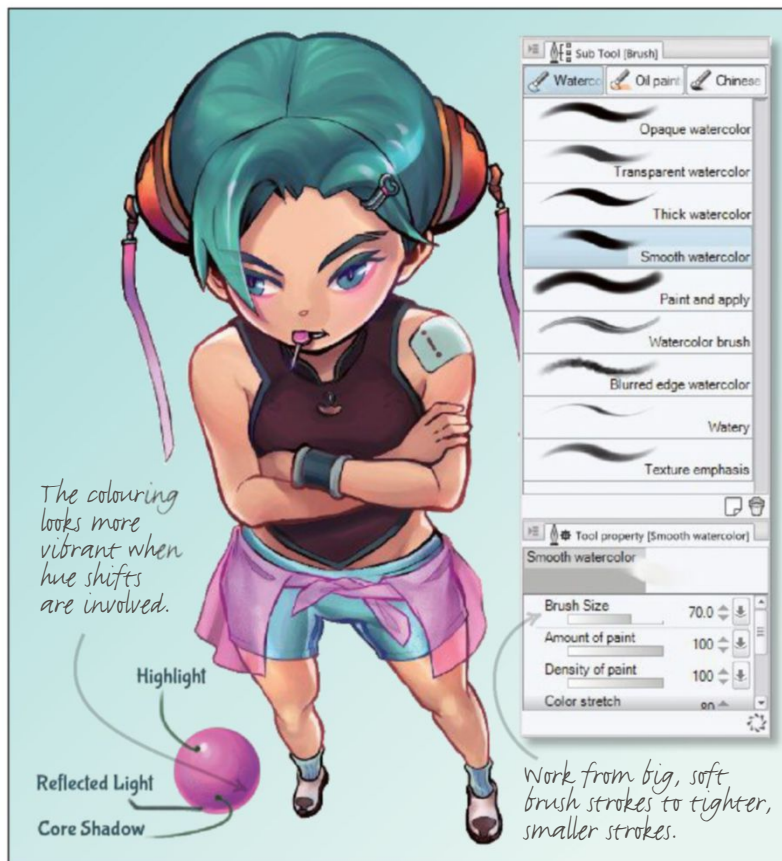 Sub Tool [Brush]
Waterco Oil paint Chinese
Opaque watercolor
Transparent watercolor
Thick watercolor
Smooth watercolor
Paint and apply
Watercolor brush
Blurred edge watercolor
Watery
Texture emphasis
Tool property [Smooth watercolor]
Smooth watercolor
Brush Size 70.0
Amount of paint 100
Density of paint 100
Color stretch 80
The colouring
looks more
vibrant when
hue shifts
are involved.
Highlight
Reflected Light
Core Shadow
Work from big, soft
brush strokes to tighter,
smaller strokes.